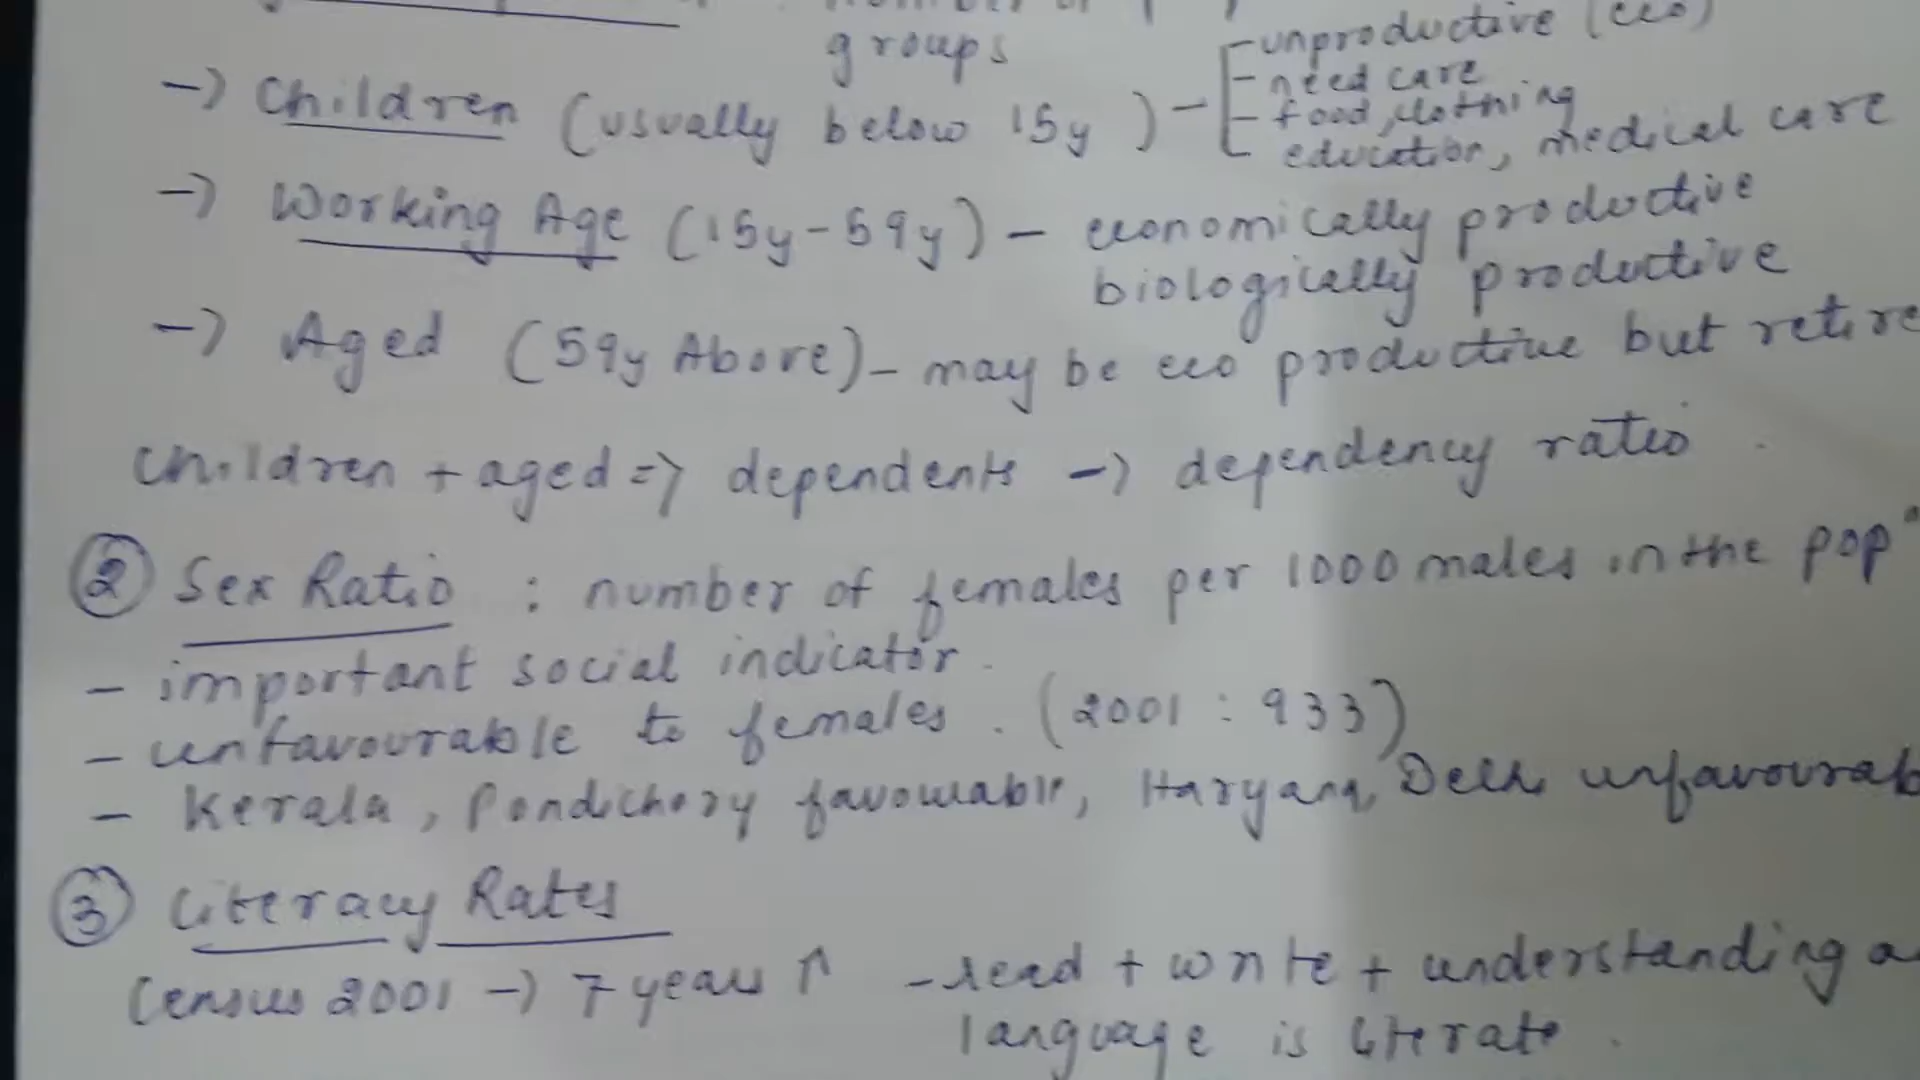 groups
-unproductive (eco)
-) Children (usually below 15y) - - need care
- food, clothing
education, medical care
-) Working Age (15y-59y) - economically productive
biologically productive
-) Aged (59y Above) - may be eco productive but retire
Children + aged => dependents -) dependency ratio .
② Sex Ratio : number of females per 1000 males in the popⁿ
- important social indicator.
- unfavourable to females. (2001 : 933)
- Kerala, Pondichery favourable, Haryana, Delhi unfavourab
③ Literacy Rates
Census 2001 -) 7 years ↑ - read + write + understanding a
language is literate.